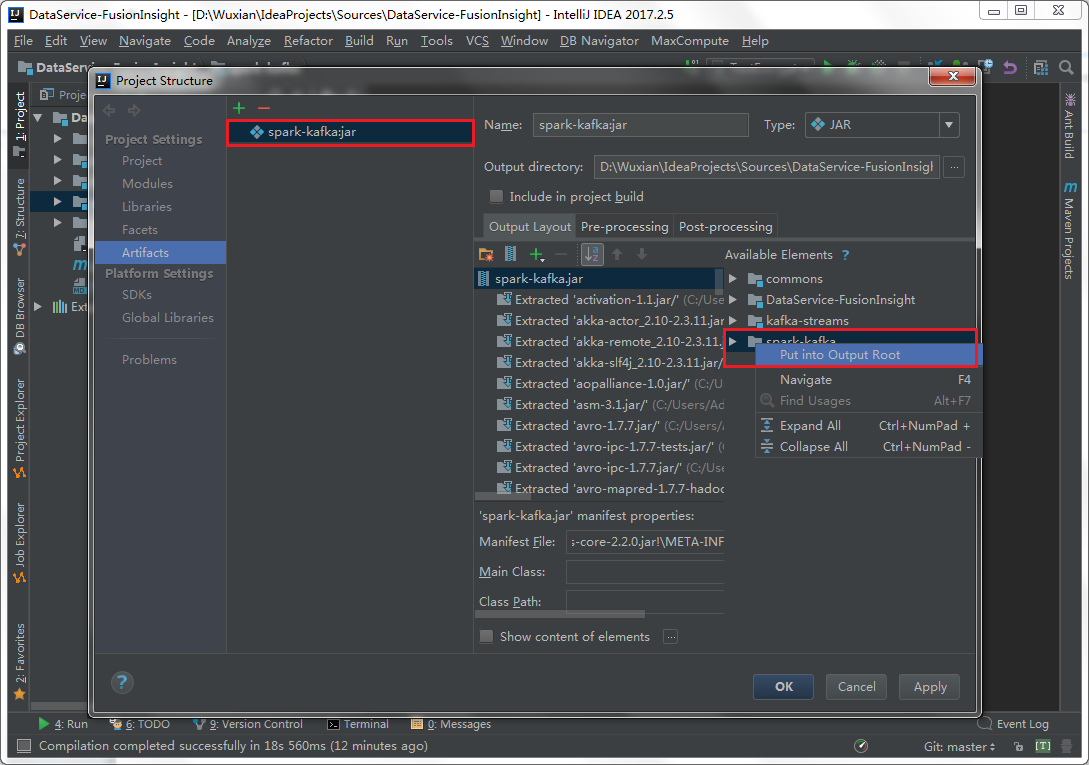 DataService-FusionInsight - [D:\Wuxian\IdeaProjects\Sources\DataService-FusionInsight] - IntelliJ IDEA 2017.2.5
File Edit View Navigate Code Analyze Refactor Build Run Tools VCS Window DB Navigator MaxCompute Help
Project Structure
1: Project
7: Structure
DB Browser
Project Explorer
Job Explorer
2: Favorites
Project Settings
Project
Modules
Libraries
Facets
Artifacts
Platform Settings
SDKs
Global Libraries
Problems
spark-kafka:jar
Name: spark-kafka:jar Type: JAR
Output directory: D:\Wuxian\IdeaProjects\Sources\DataService-FusionInsigh
Include in project build
Output Layout Pre-processing Post-processing
Available Elements ?
spark-kafka.jar
Extracted 'activation-1.1.jar/' (C:/Use
Extracted 'akka-actor_2.10-2.3.11.jar
Extracted 'akka-remote_2.10-2.3.11.j
Extracted 'akka-slf4j_2.10-2.3.11.jar/
Extracted 'aopalliance-1.0.jar/' (C:/U
Extracted 'asm-3.1.jar/' (C:/Users/Ad
Extracted 'avro-1.7.7.jar/' (C:/Users/A
Extracted 'avro-ipc-1.7.7-tests.jar/' (
Extracted 'avro-ipc-1.7.7.jar/' (C:/Use
Extracted 'avro-mapred-1.7.7-hadoo
commons
DataService-FusionInsight
kafka-streams
spark-kafka
Put into Output Root
Navigate F4
Find Usages Alt+F7
Expand All Ctrl+NumPad +
Collapse All Ctrl+NumPad -
'spark-kafka.jar' manifest properties:
Manifest File: s-core-2.2.0.jar!\META-INF
Main Class:
Class Path:
Show content of elements ...
? OK Cancel Apply
Ant Build
Maven Projects
4: Run 6: TODO 9: Version Control Terminal 0: Messages Event Log
Compilation completed successfully in 18s 560ms (12 minutes ago) Git: master [T]